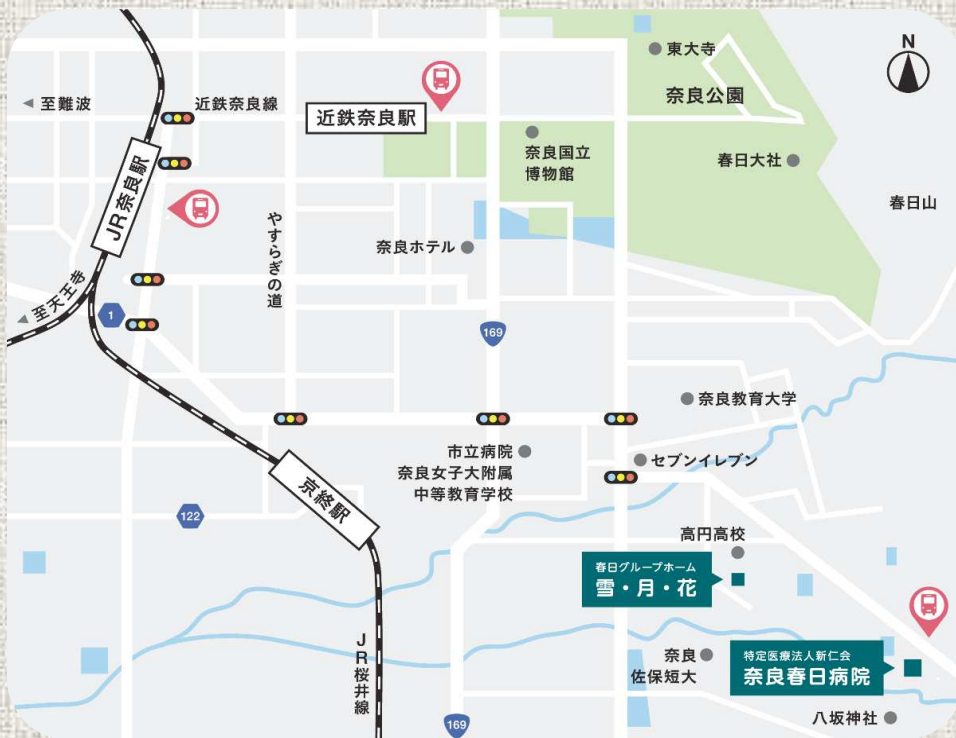 N
東大寺
奈良公園
至難波
近鉄奈良線
近鉄奈良駅
奈良国立
博物館
春日大社
春日山
JR奈良駅
やすらぎの道
奈良ホテル
至天王寺
1
169
奈良教育大学
市立病院
奈良女子大附属
中等教育学校
セブンイレブン
京終駅
122
高円高校
春日グループホーム
雪・月・花
JR桜井線
奈良
佐保短大
特定医療法人新仁会
奈良春日病院
169
八坂神社